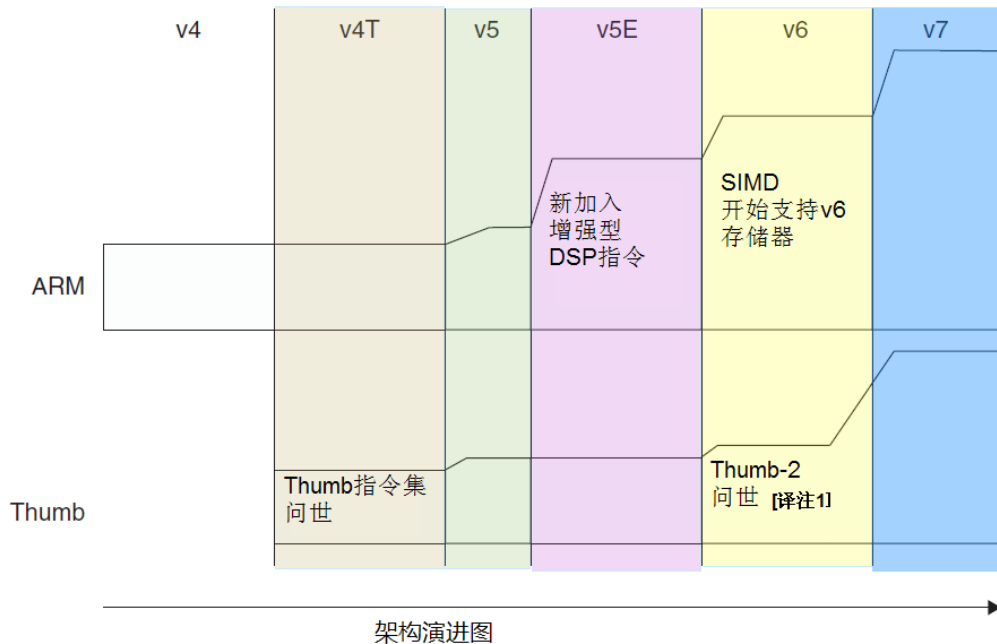 v4
v4T
v5
v5E
v6
v7
ARM
新加入
增强型
DSP指令
SIMD
开始支持v6
存储器
Thumb
Thumb指令集
问世
Thumb-2
问世 [译注1]
架构演进图